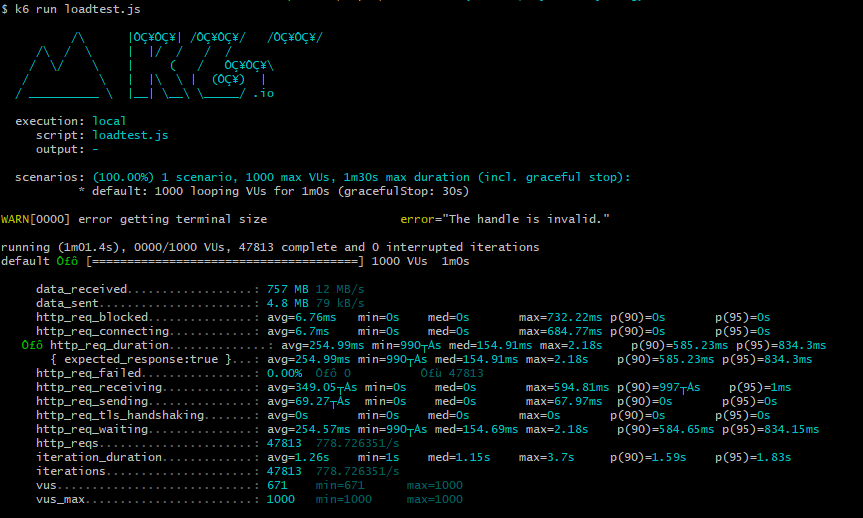 $ k6 run loadtest.js
/\ |ÔÇ¥ÔÇ¥| /ÔÇ¥ÔÇ¥/ /ÔÇ¥ÔÇ¥/
/\ / \ | |/ / / /
/ \/ \ | ( / ÔÇ¥ÔÇ¥\
/ \ | |\ \ | (ÔÇ¥) |
/ __________ \ |__| \__\ \_____/ .io
execution: local
script: loadtest.js
output: -
scenarios: (100.00%) 1 scenario, 1000 max VUs, 1m30s max duration (incl. graceful stop):
* default: 1000 looping VUs for 1m0s (gracefulStop: 30s)
WARN[0000] error getting terminal size error="The handle is invalid."
running (1m01.4s), 0000/1000 VUs, 47813 complete and 0 interrupted iterations
default Ô£ô [======================================] 1000 VUs 1m0s
data_received..................: 757 MB 12 MB/s
data_sent......................: 4.8 MB 79 kB/s
http_req_blocked...............: avg=6.76ms min=0s med=0s max=732.22ms p(90)=0s p(95)=0s
http_req_connecting............: avg=6.7ms min=0s med=0s max=684.77ms p(90)=0s p(95)=0s
Ô£ô http_req_duration..............: avg=254.99ms min=990┬Ás med=154.91ms max=2.18s p(90)=585.23ms p(95)=834.3ms
{ expected_response:true }...: avg=254.99ms min=990┬Ás med=154.91ms max=2.18s p(90)=585.23ms p(95)=834.3ms
http_req_failed................: 0.00% Ô£ô 0 Ô£ù 47813
http_req_receiving.............: avg=349.05┬Ás min=0s med=0s max=594.81ms p(90)=997┬Ás p(95)=1ms
http_req_sending...............: avg=69.27┬Ás min=0s med=0s max=67.97ms p(90)=0s p(95)=0s
http_req_tls_handshaking.......: avg=0s min=0s med=0s max=0s p(90)=0s p(95)=0s
http_req_waiting...............: avg=254.57ms min=990┬Ás med=154.69ms max=2.18s p(90)=584.65ms p(95)=834.15ms
http_reqs......................: 47813 778.726351/s
iteration_duration.............: avg=1.26s min=1s med=1.15s max=3.7s p(90)=1.59s p(95)=1.83s
iterations.....................: 47813 778.726351/s
vus............................: 671 min=671 max=1000
vus_max........................: 1000 min=1000 max=1000